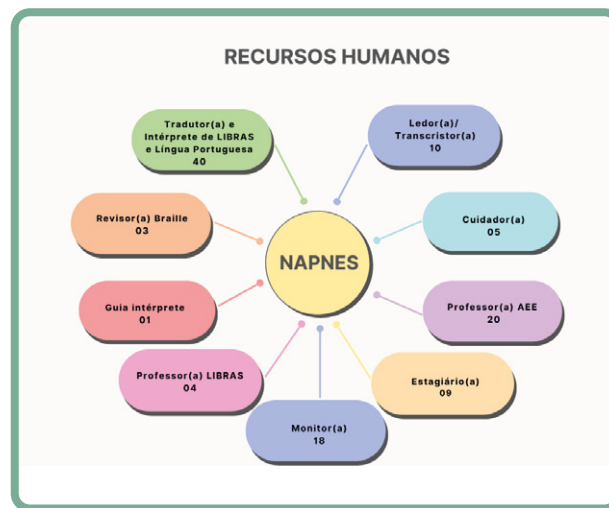 RECURSOS HUMANOS
Tradutor(a) e
Intérprete de LIBRAS
e Língua Portuguesa
40
Ledor(a)/
Transcristor(a)
10
Revisor(a) Braille
03
Cuidador(a)
05
NAPNES
Guia intérprete
01
Professor(a) AEE
20
Professor(a) LIBRAS
04
Estagiário(a)
09
Monitor(a)
18